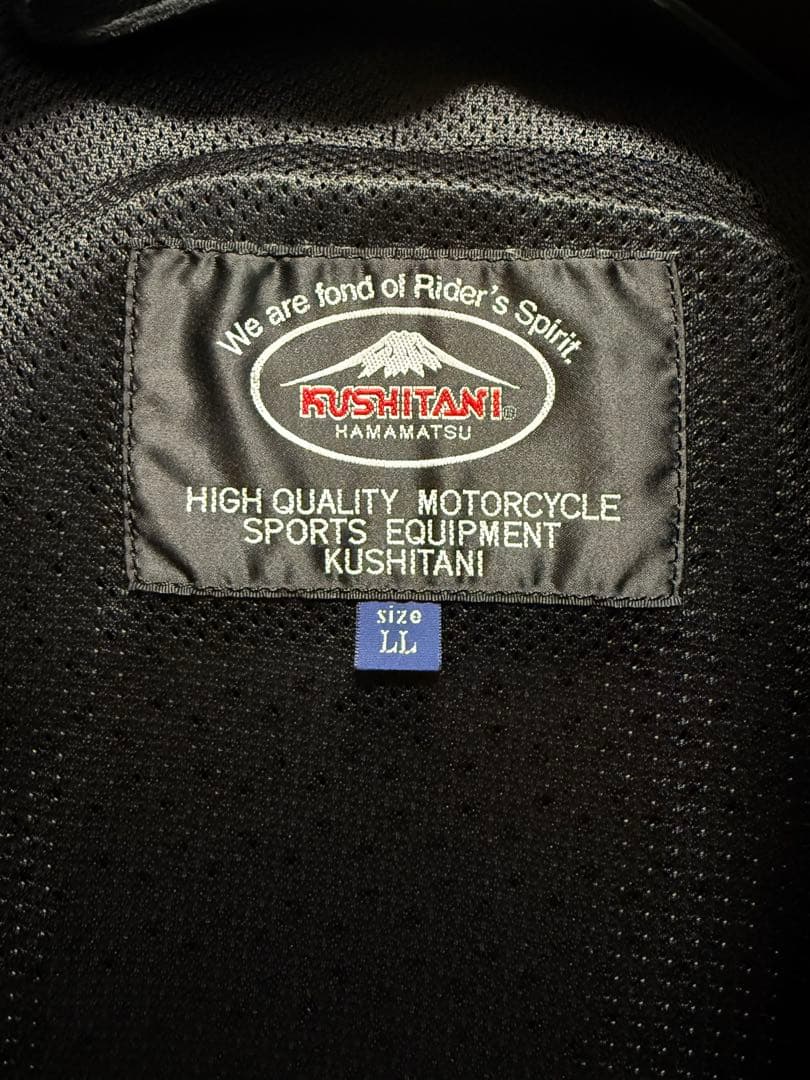 We are fond of Rider's Spirit.
KUSHITANI®
HAMAMATSU
HIGH QUALITY MOTORCYCLE
SPORTS EQUIPMENT
KUSHITANI
size
LL